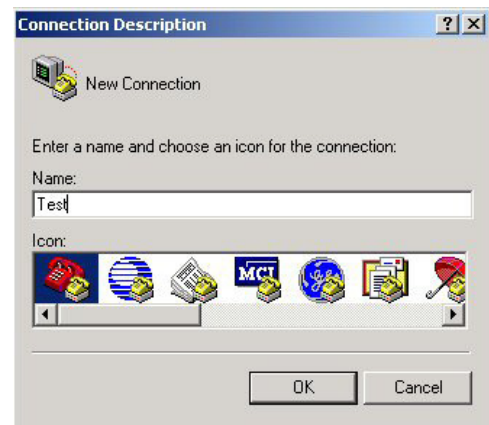 Connection Description
New Connection
Enter a name and choose an icon for the connection:
Name:
Test
Icon:
MCI
OK Cancel